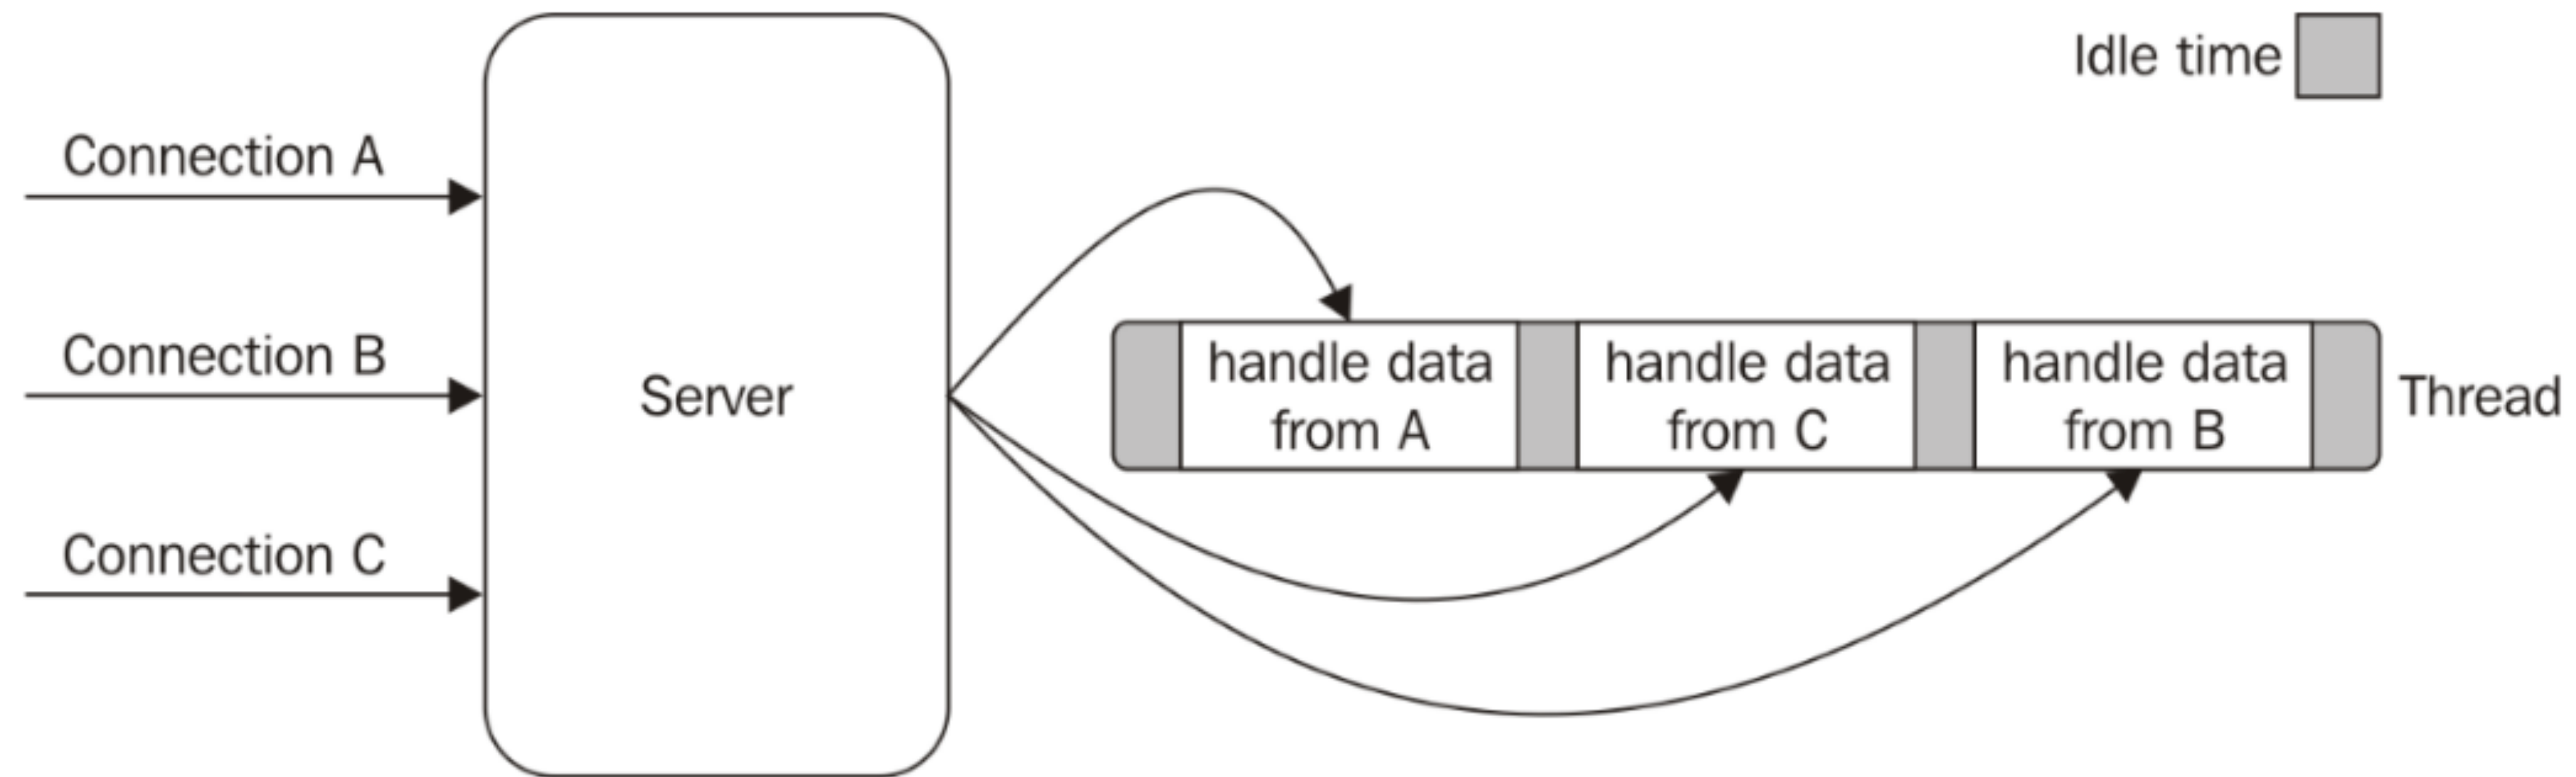 Idle time
Connection A
Connection B
Connection C
Server
handle data
from A
handle data
from C
handle data
from B
Thread